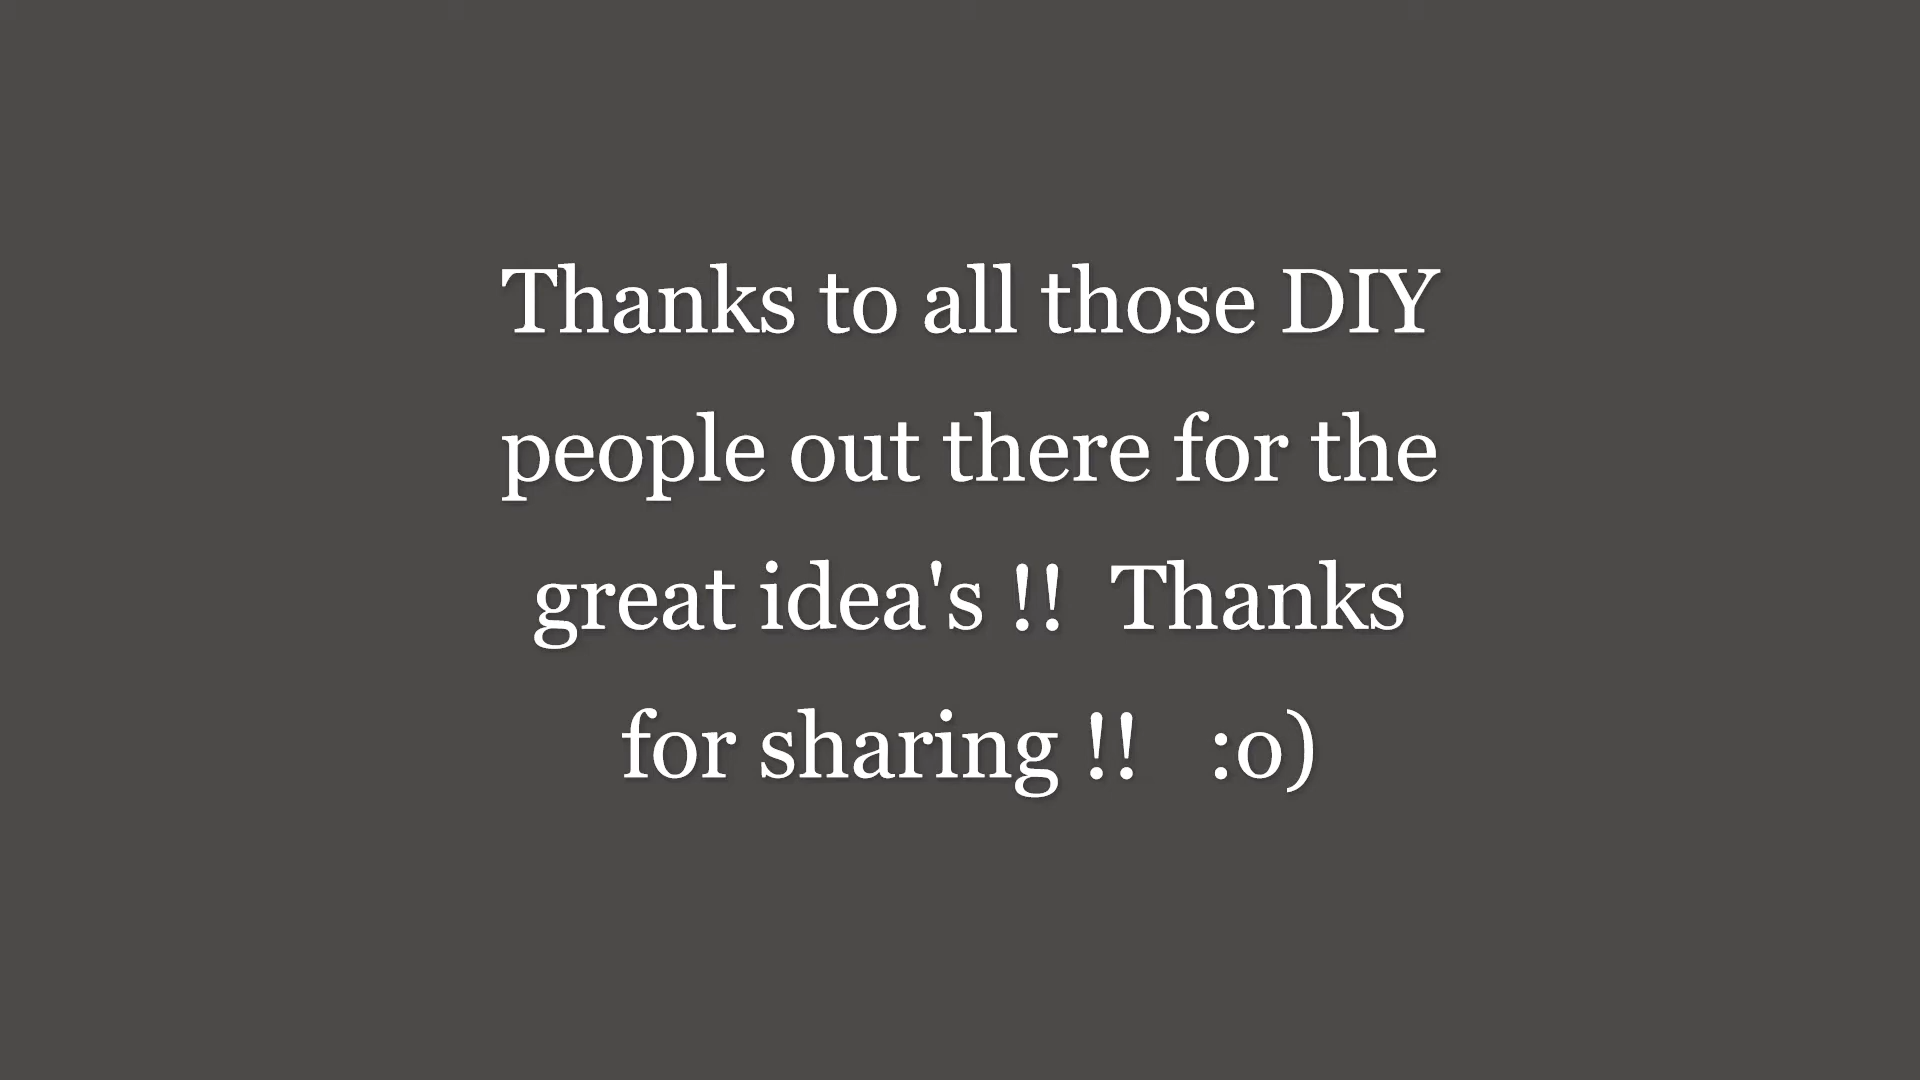 Thanks to all those DIY
people out there for the
great idea's !!  Thanks
for sharing !!   :o)